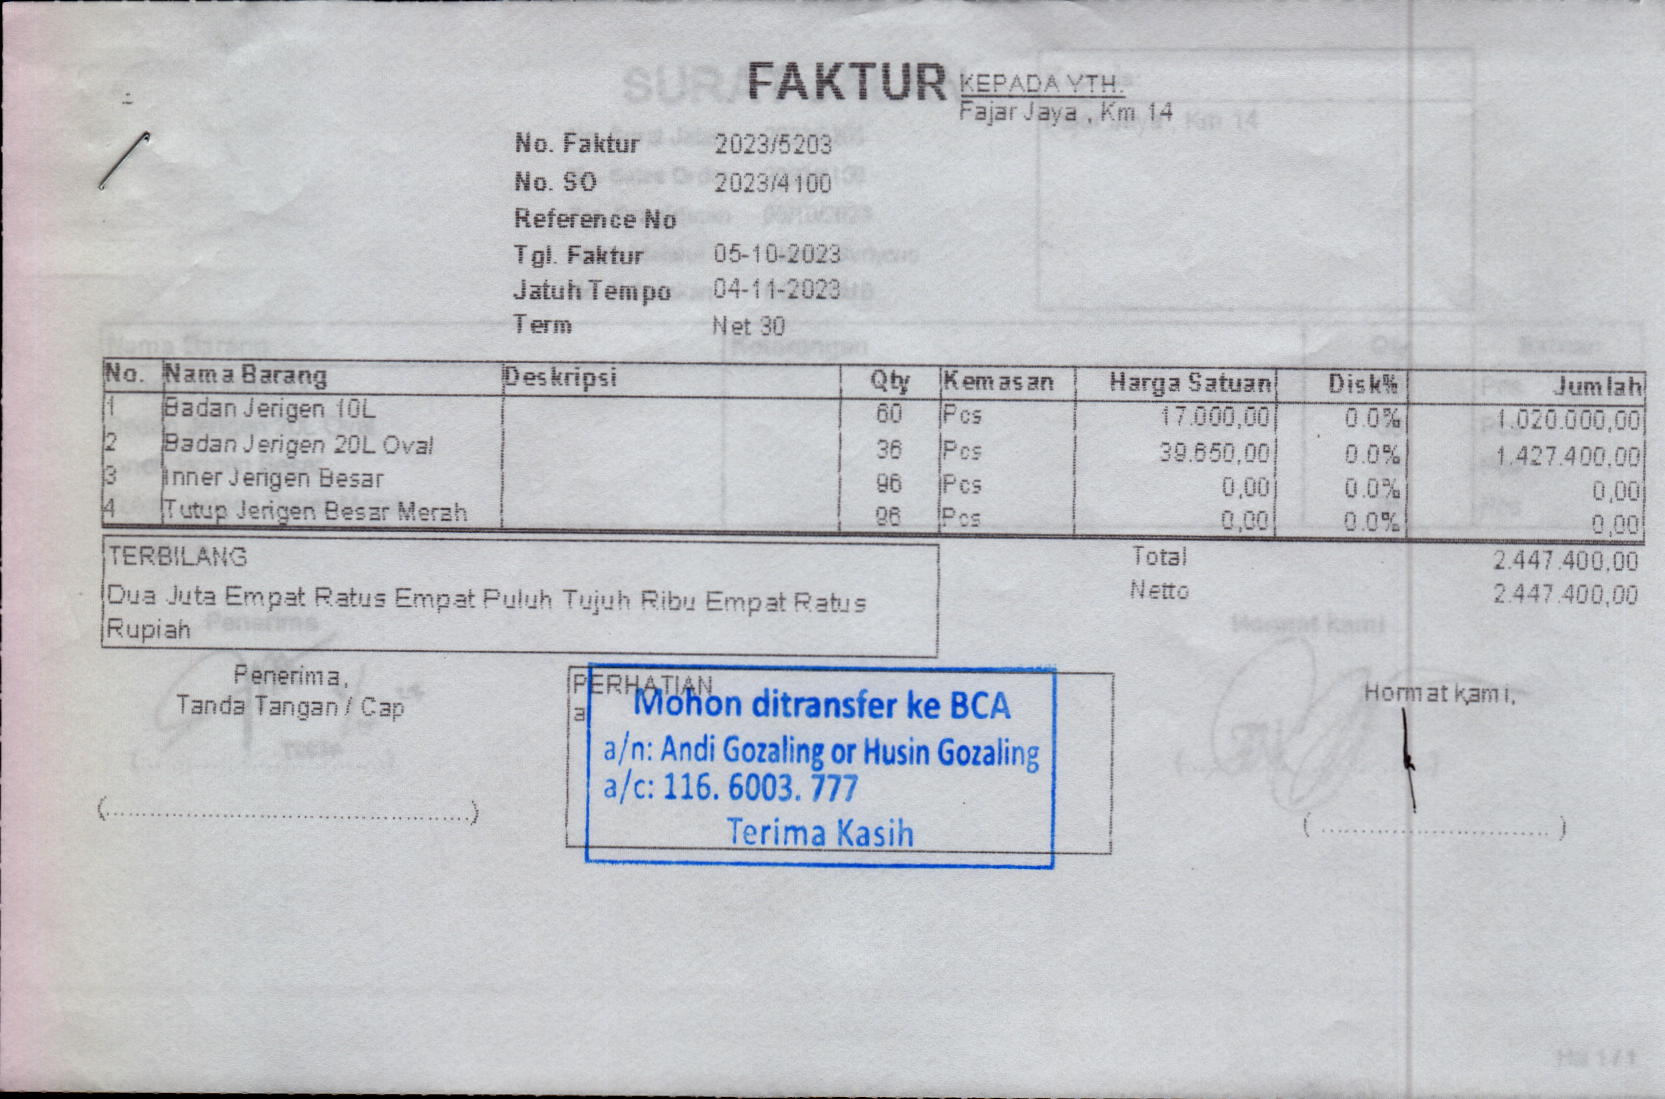 FAKTUR
KEPADA YTH.
Fajar Jaya , Km 14
No. Faktur 2023/5203
No. SO 2023/4100
Reference No
Tgl. Faktur 05-10-2023
Jatuh Tempo 04-11-2023
Term Net 30
No. Nama Barang Deskripsi Qty Kemasan Harga Satuan Disk% Jumlah
1 Badan Jerigen 10L 60 Pcs 17.000,00 0.0% 1.020.000,00
2 Badan Jerigen 20L Oval 36 Pcs 39.650,00 0.0% 1.427.400,00
3 Inner Jerigen Besar 96 Pcs 0,00 0.0% 0,00
4 Tutup Jerigen Besar Merah 96 Pcs 0,00 0.0% 0,00
TERBILANG
Dua Juta Empat Ratus Empat Puluh Tujuh Ribu Empat Ratus
Rupiah
Total 2.447.400,00
Netto 2.447.400,00
Penerima,
Tanda Tangan / Cap
PERHATIAN
Mohon ditransfer ke BCA
a/n: Andi Gozaling or Husin Gozaling
a/c: 116. 6003. 777
Terima Kasih
Hormat kami,
Hal 1 / 1